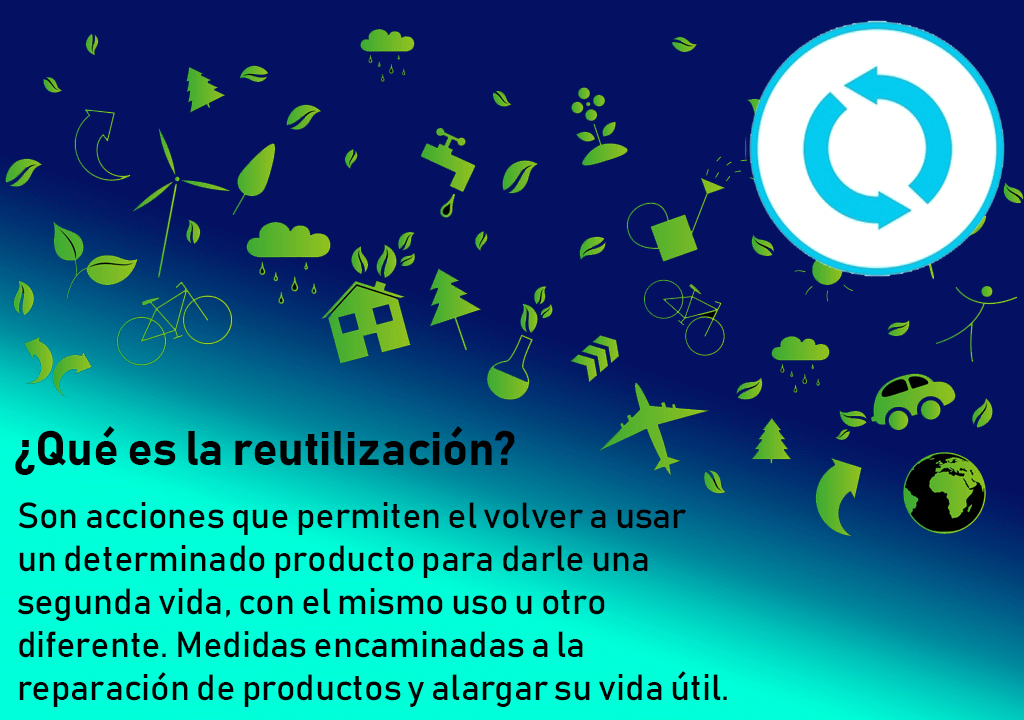 ¿Qué es la reutilización?
Son acciones que permiten el volver a usar
un determinado producto para darle una
segunda vida, con el mismo uso u otro
diferente. Medidas encaminadas a la
reparación de productos y alargar su vida útil.